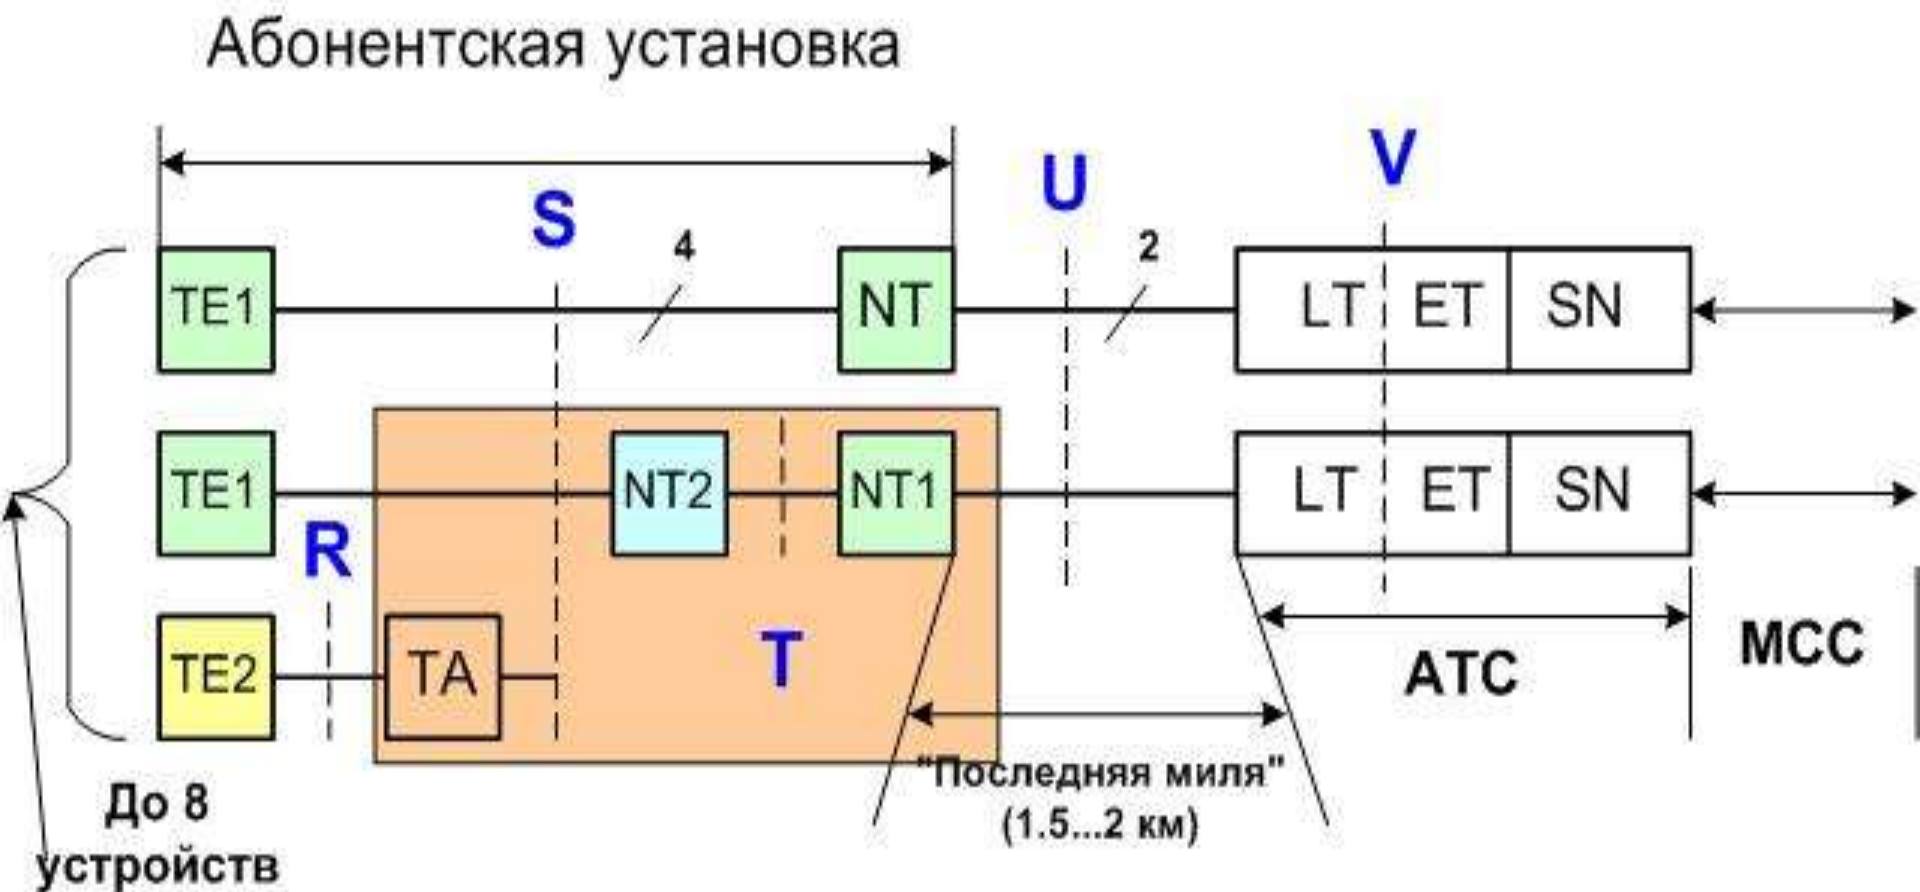 Абонентская установка
V
U
S
4
2
TE1
NT
LT
ET
SN
TE1
NT2
NT1
LT
ET
SN
R
TE2
TA
T
АТС
МСС
"Последняя миля"
(1.5...2 км)
До 8
устройств